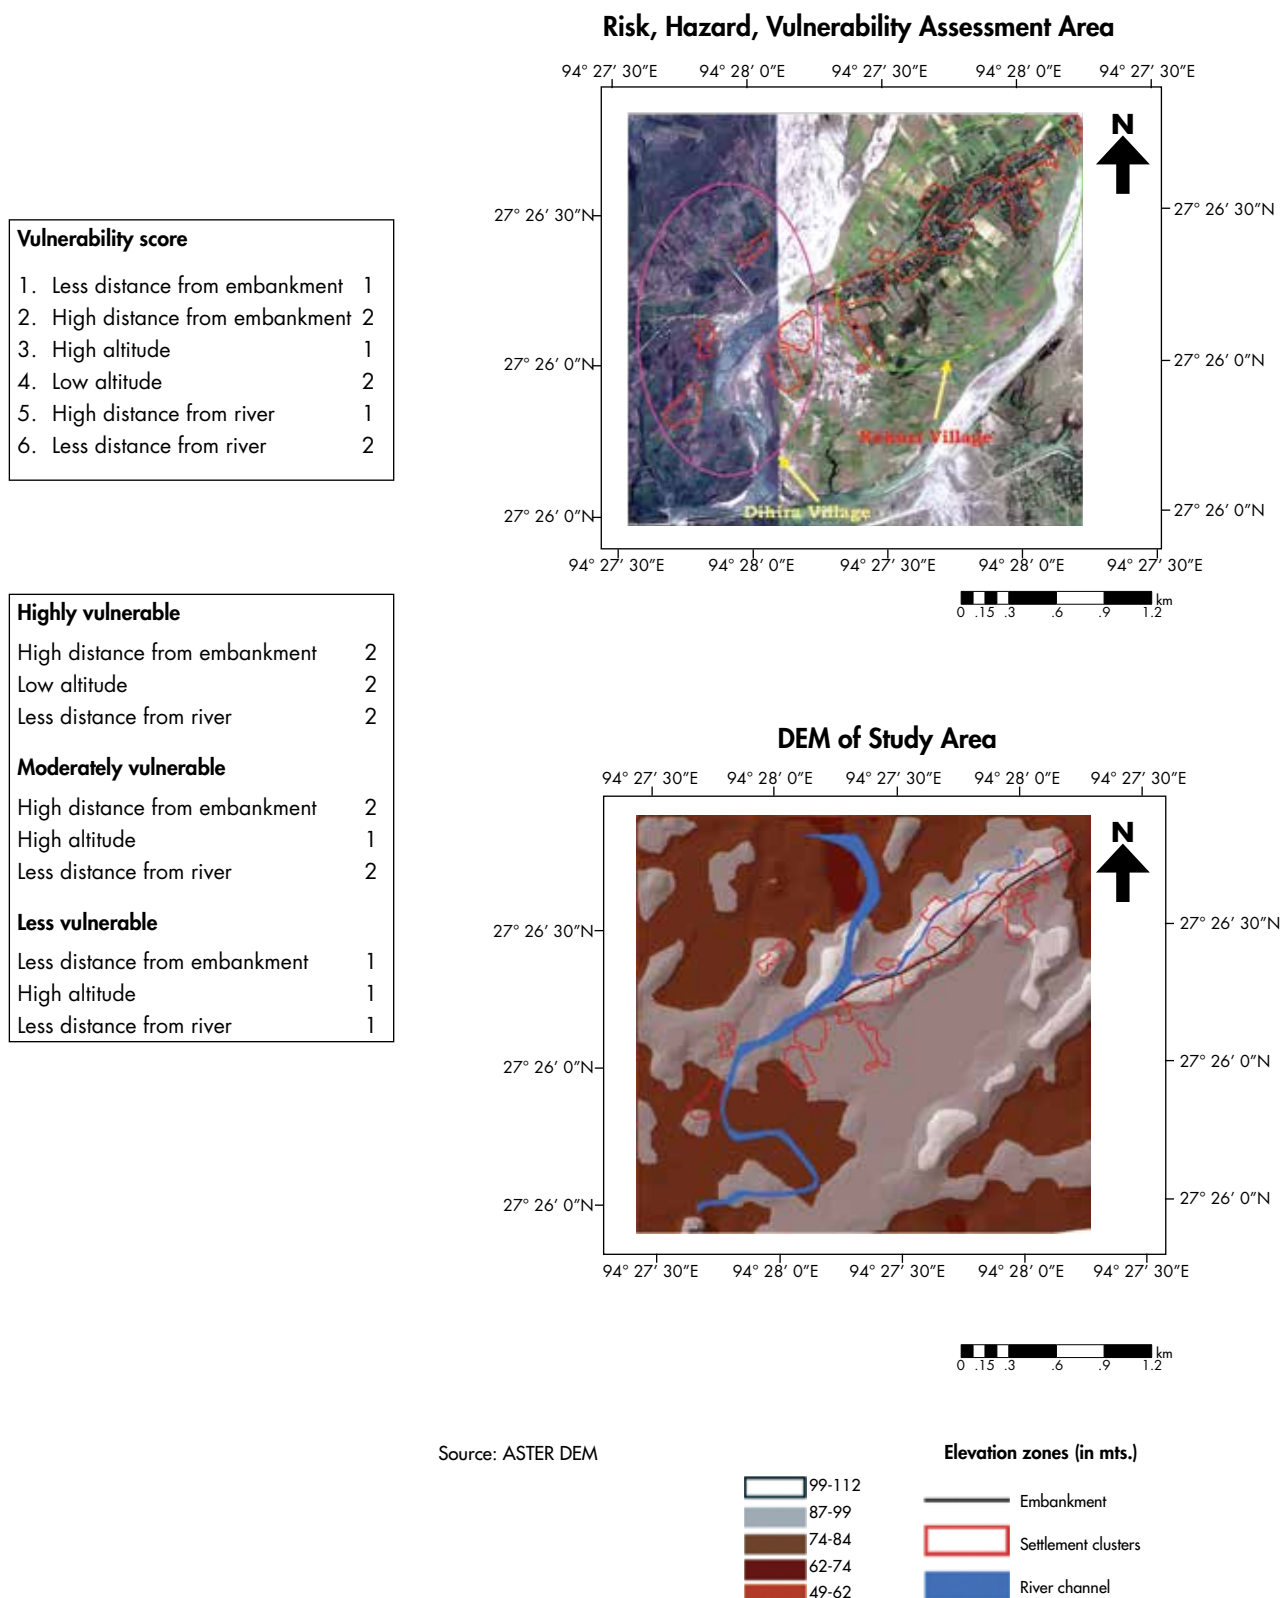 Risk, Hazard, Vulnerability Assessment Area
94° 27' 30"E 94° 28' 0"E 94° 27' 30"E 94° 28' 0"E 94° 27' 30"E
N
27° 26' 30"N 27° 26' 30"N
27° 26' 0"N 27° 26' 0"N
Rekuri Village
Dihira Village
27° 26' 0"N 27° 26' 0"N
94° 27' 30"E 94° 28' 0"E 94° 27' 30"E 94° 28' 0"E 94° 27' 30"E
0 .15 .3 .6 .9 1.2 km
Vulnerability score
1. Less distance from embankment 1
2. High distance from embankment 2
3. High altitude 1
4. Low altitude 2
5. High distance from river 1
6. Less distance from river 2
Highly vulnerable
High distance from embankment 2
Low altitude 2
Less distance from river 2
Moderately vulnerable
High distance from embankment 2
High altitude 1
Less distance from river 2
Less vulnerable
Less distance from embankment 1
High altitude 1
Less distance from river 1
DEM of Study Area
94° 27' 30"E 94° 28' 0"E 94° 27' 30"E 94° 28' 0"E 94° 27' 30"E
N
27° 26' 30"N 27° 26' 30"N
27° 26' 0"N 27° 26' 0"N
27° 26' 0"N 27° 26' 0"N
94° 27' 30"E 94° 28' 0"E 94° 27' 30"E 94° 28' 0"E 94° 27' 30"E
0 .15 .3 .6 .9 1.2 km
Source: ASTER DEM
Elevation zones (in mts.)
99-112
87-99
74-84
62-74
49-62
Embankment
Settlement clusters
River channel